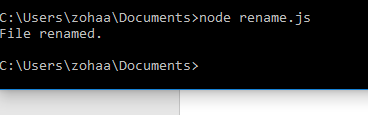 C:\Users\zohaa\Documents>node rename.js
File renamed.
C:\Users\zohaa\Documents>